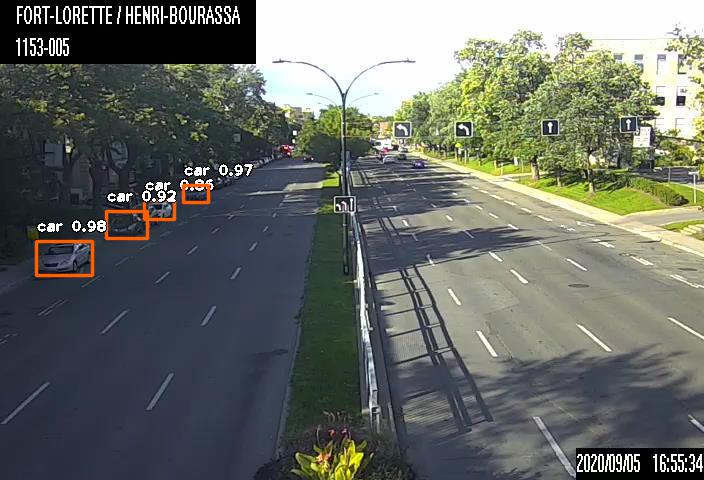 FORT-LORETTE / HENRI-BOURASSA
1153-005
car 0.97
car 0.86
car 0.92
car 0.98
2020/09/05 16:55:34